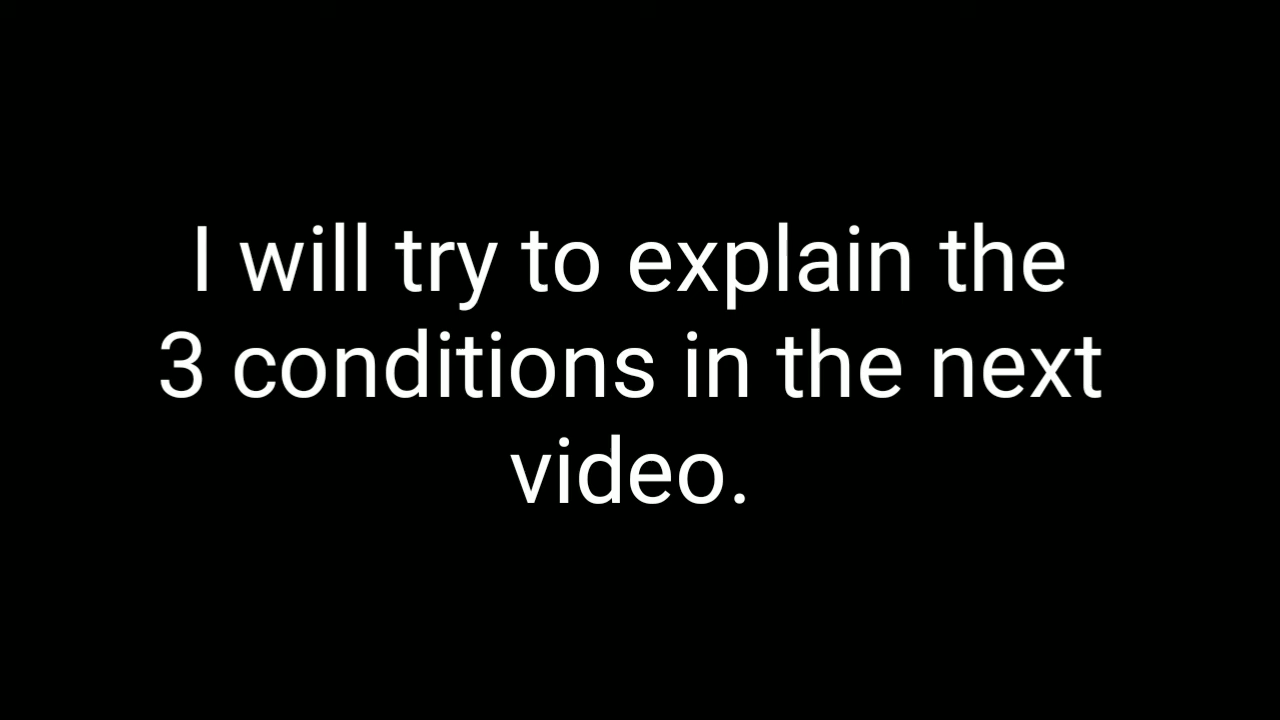 I will try to explain the
3 conditions in the next
video.